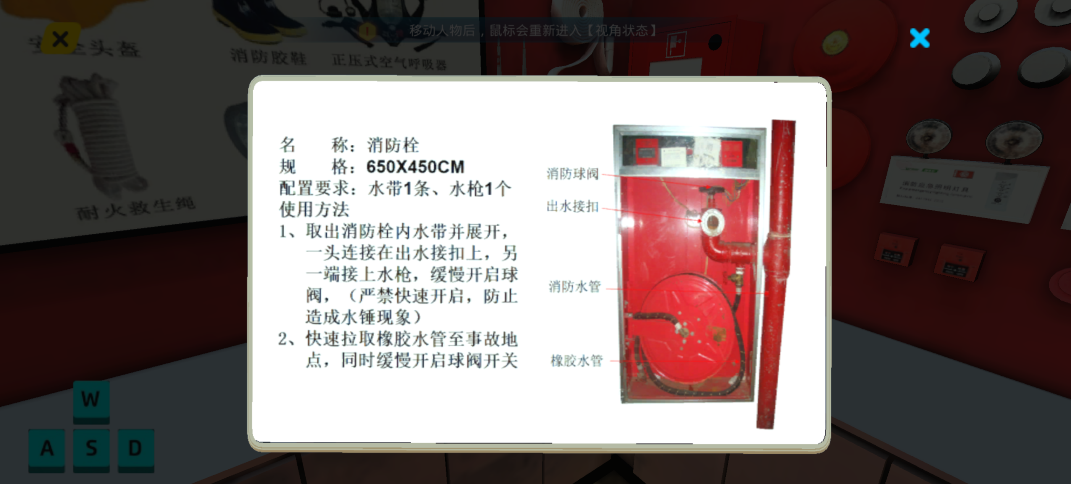 移动人物后，鼠标会重新进入【视角状态】
安全头盔
消防胶鞋
正压式空气呼吸器
耐火救生绳
名　　称：消防栓
规　　格：650X450CM
配置要求：水带1条、水枪1个
使用方法
1、取出消防栓内水带并展开，
一头连接在出水接扣上，另
一端接上水枪，缓慢开启球
阀，（严禁快速开启，防止
造成水锤现象）
2、快速拉取橡胶水管至事故地
点，同时缓慢开启球阀开关
消防球阀
出水接扣
消防水管
橡胶水管
W
A S D